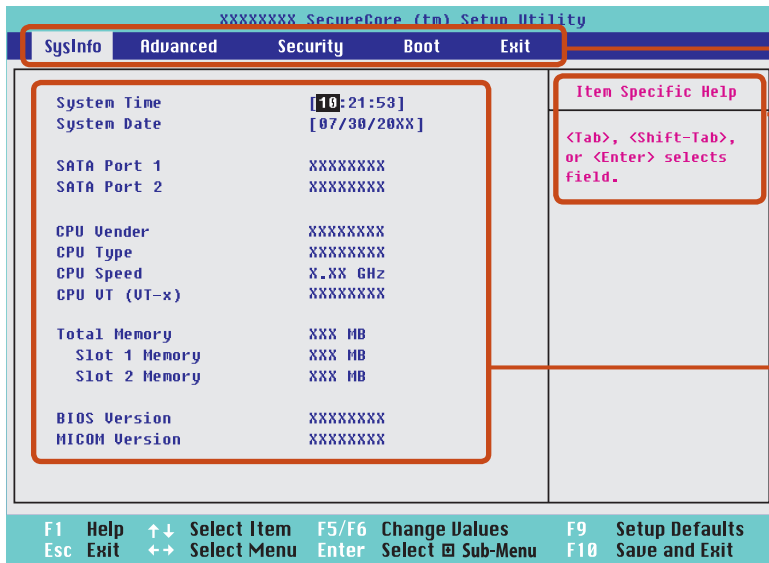 XXXXXXXX SecureCore (tm) Setup Utility
SysInfo Advanced Security Boot Exit
System Time [10:21:53]
System Date [07/30/20XX]
SATA Port 1 XXXXXXXX
SATA Port 2 XXXXXXXX
CPU Vender XXXXXXXX
CPU Type XXXXXXXX
CPU Speed X.XX GHz
CPU VT (VT-x) XXXXXXXX
Total Memory XXX MB
Slot 1 Memory XXX MB
Slot 2 Memory XXX MB
BIOS Version XXXXXXXX
MICOM Version XXXXXXXX
Item Specific Help
<Tab>, <Shift-Tab>,
or <Enter> selects
field.
F1 Help ↑↓ Select Item F5/F6 Change Values F9 Setup Defaults
Esc Exit ←→ Select Menu Enter Select ⊡ Sub-Menu F10 Save and Exit